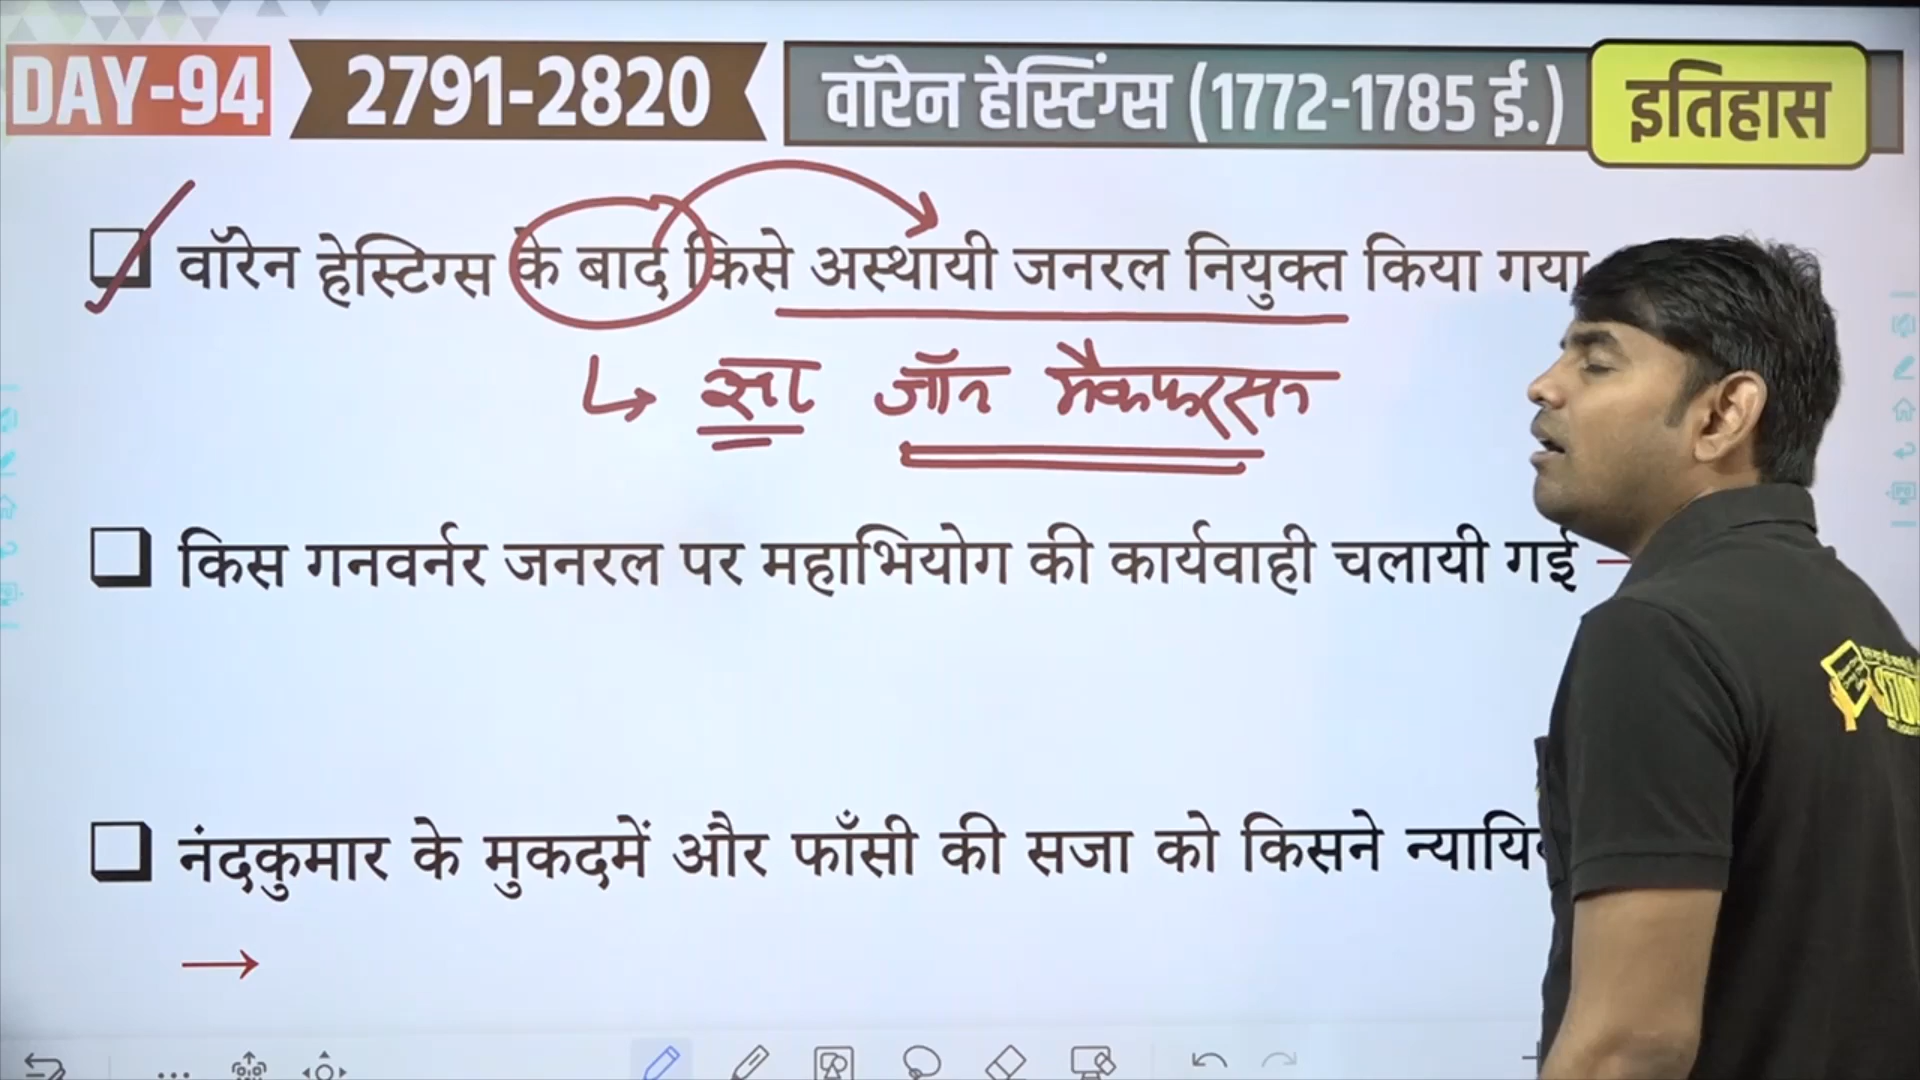 DAY-94 2791-2820 वॉरेन हेस्टिंग्स (1772-1785 ई.) इतिहास
वॉरेन हेस्टिग्स के बाद किसे अस्थायी जनरल नियुक्त किया गया
सर जॉन मैकफरसन
किस गनवर्नर जनरल पर महाभियोग की कार्यवाही चलायी गई –
नंदकुमार के मुकदमें और फाँसी की सजा को किसने
→